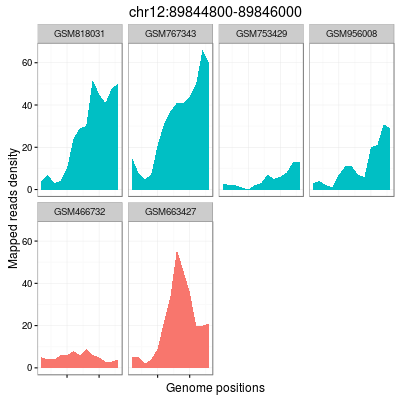 chr12:89844800-89846000
GSM818031 GSM767343 GSM753429 GSM956008
60
40
20
0
GSM466732 GSM663427
60
40
20
0
Mapped reads density
Genome positions